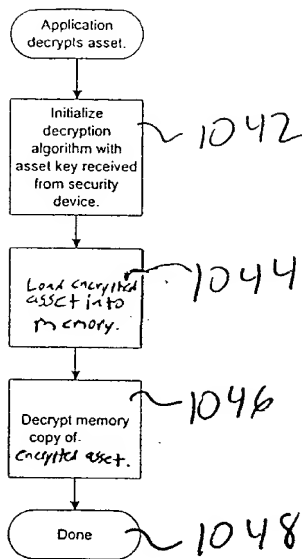 Application
decrypts asset.
Initialize
decryption
algorithm with
asset key received
from security
device.
1042
Load encrypted
asset into
memory.
1044
Decrypt memory
copy of
encrypted asset.
1046
Done
1048